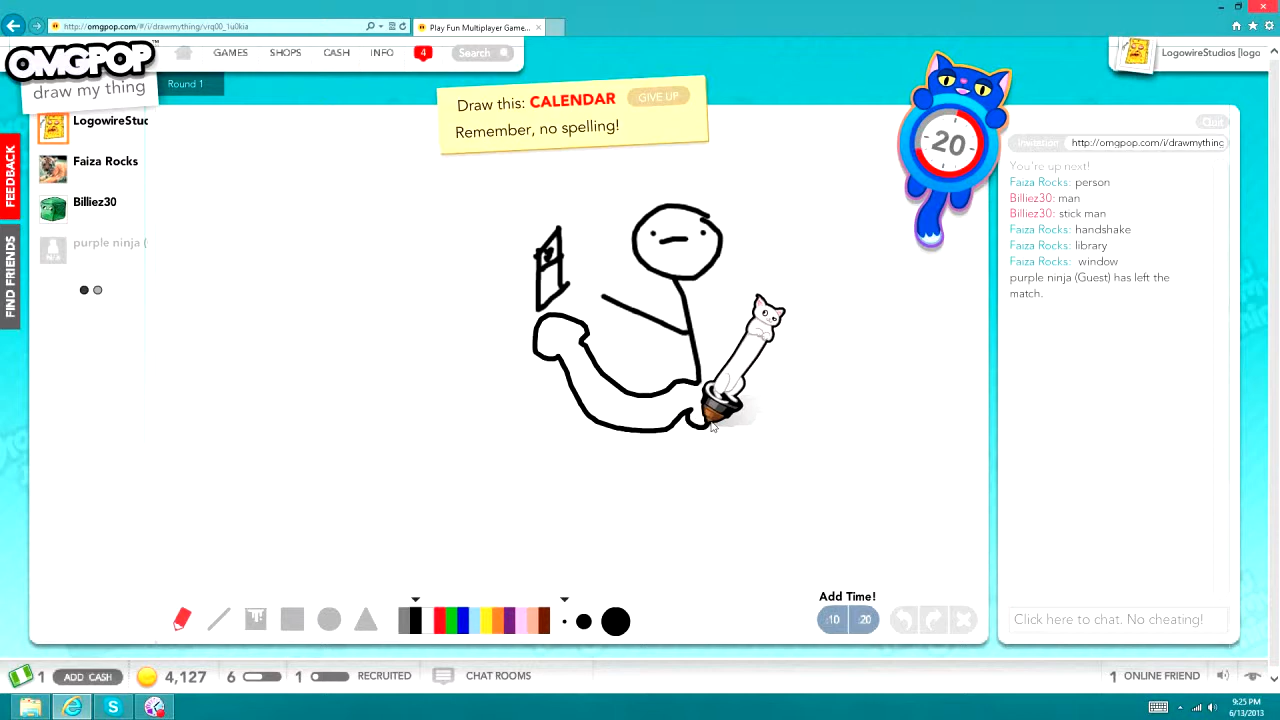 http://omgpop.com/#/i/drawmything/vrq00_1u0kia
Play Fun Multiplayer Game...
OMGPOP
draw my thing
GAMES
SHOPS
CASH
INFO
4
Search
LogowireStudios [logo
Round 1
Draw this: CALENDAR
GIVE UP
Remember, no spelling!
20
FEEDBACK
FIND FRIENDS
LogowireStuc
Faiza Rocks
Billiez30
N/A
purple ninja (
Quit
Invitation
http://omgpop.com/i/drawmything
You're up next!
Faiza Rocks: person
Billiez30: man
Billiez30: stick man
Faiza Rocks: handshake
Faiza Rocks: library
Faiza Rocks: window
purple ninja (Guest) has left the
match.
Add Time!
:10
:20
Click here to chat. No cheating!
1
ADD CASH
4,127
6
1
RECRUITED
CHAT ROOMS
1 ONLINE FRIEND
9:25 PM
6/13/2013